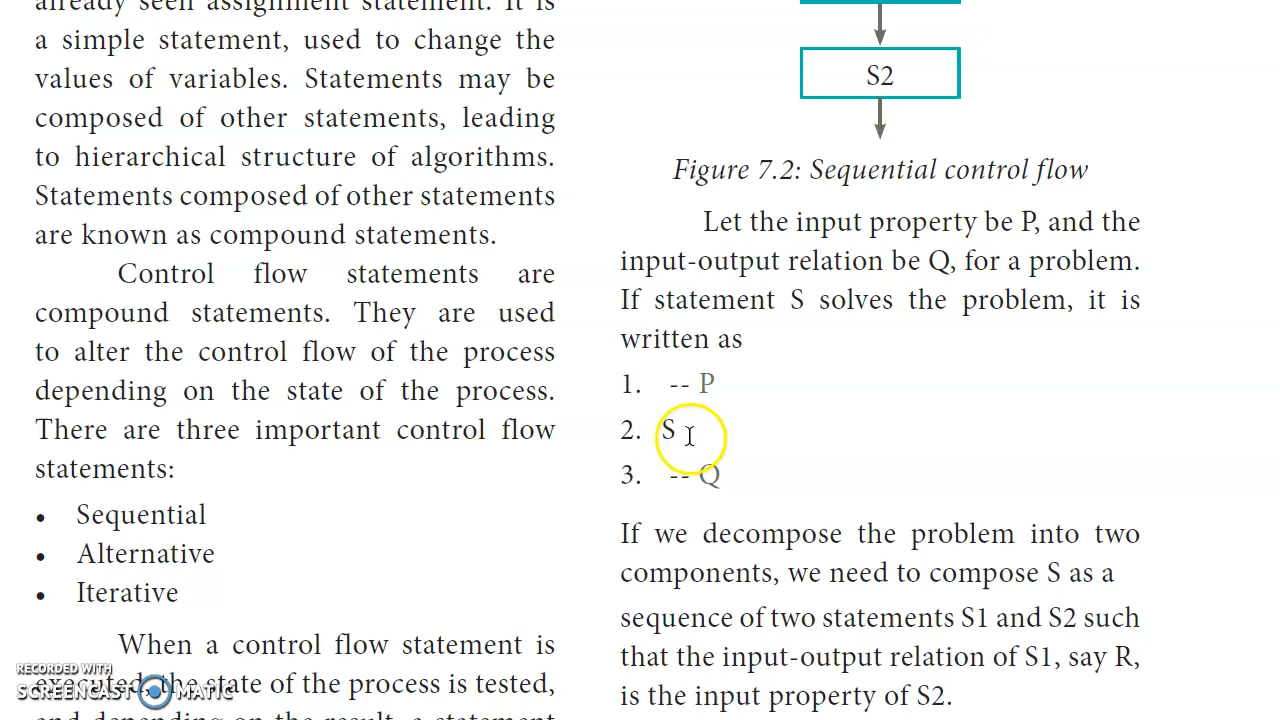 already seen assignment statement. It is
a simple statement, used to change the
values of variables. Statements may be
composed of other statements, leading
to hierarchical structure of algorithms.
Statements composed of other statements
are known as compound statements.
Control flow statements are
compound statements. They are used
to alter the control flow of the process
depending on the state of the process.
There are three important control flow
statements:
• Sequential
• Alternative
• Iterative
When a control flow statement is
executed, the state of the process is tested,
and depending on the result, a statement
S2
Figure 7.2: Sequential control flow
Let the input property be P, and the
input-output relation be Q, for a problem.
If statement S solves the problem, it is
written as
1. -- P
2. S
3. -- Q
If we decompose the problem into two
components, we need to compose S as a
sequence of two statements S1 and S2 such
that the input-output relation of S1, say R,
is the input property of S2.
RECORDED WITH
SCREENCAST MATIC